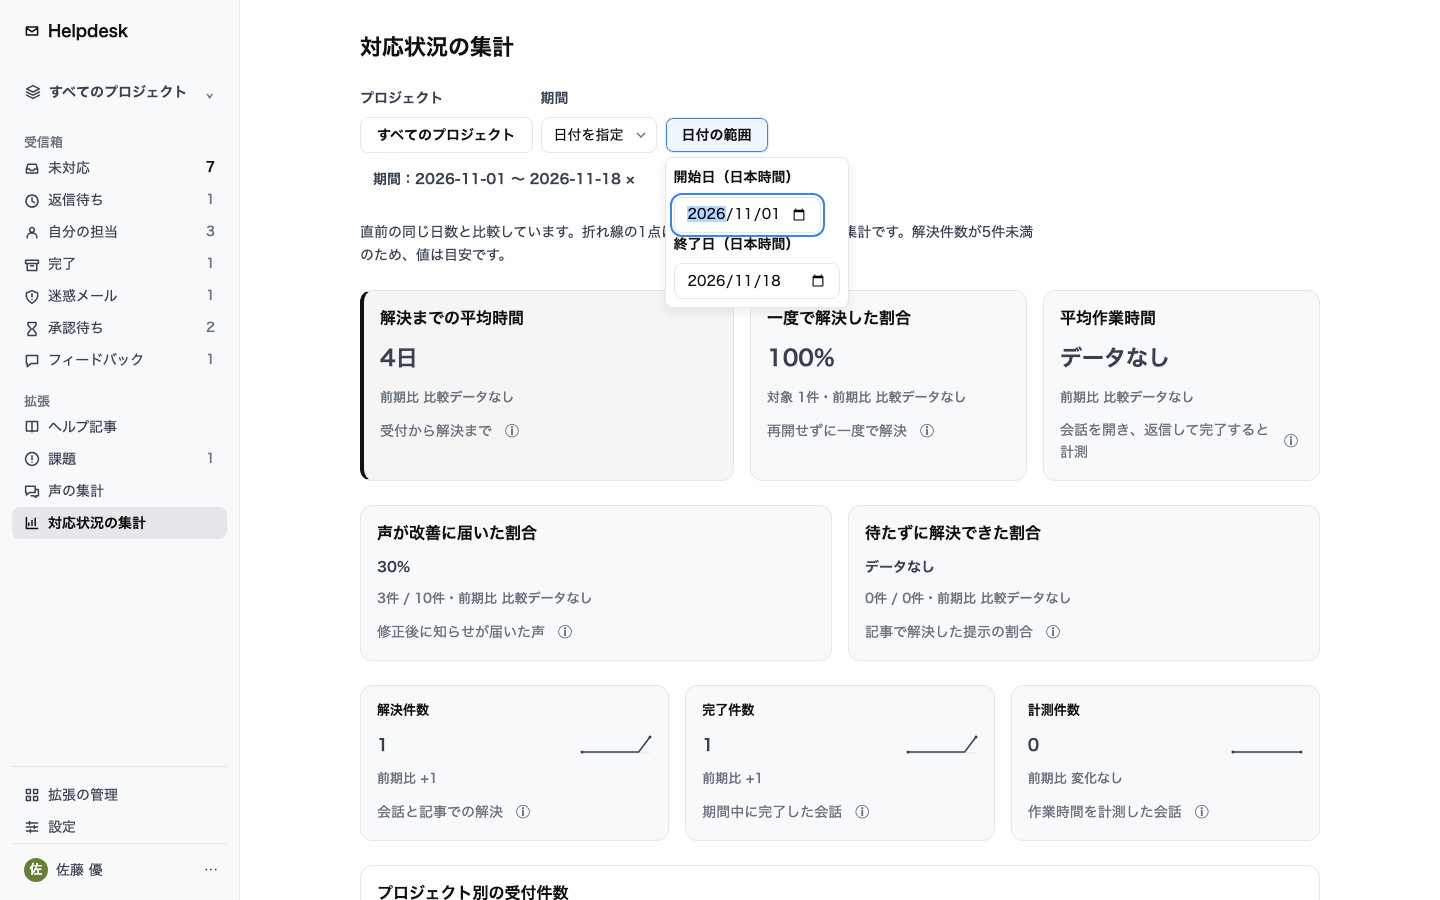 Helpdesk
すべてのプロジェクト
受信箱
未対応 7
返信待ち 1
自分の担当 3
完了 1
迷惑メール 1
承認待ち 2
フィードバック 1
拡張
ヘルプ記事
課題 1
声の集計
対応状況の集計
拡張の管理
設定
佐 佐藤 優 …
対応状況の集計
プロジェクト 期間
すべてのプロジェクト 日付を指定 日付の範囲
期間：2026-11-01 〜 2026-11-18 ×
開始日（日本時間）
2026/11/01
終了日（日本時間）
2026/11/18
直前の同じ日数と比較しています。折れ線の1点 集計です。解決件数が5件未満
のため、値は目安です。
解決までの平均時間
4日
前期比 比較データなし
受付から解決まで
一度で解決した割合
100%
対象 1件・前期比 比較データなし
再開せずに一度で解決
平均作業時間
データなし
前期比 比較データなし
会話を開き、返信して完了すると
計測
声が改善に届いた割合
30%
3件 / 10件・前期比 比較データなし
修正後に知らせが届いた声
待たずに解決できた割合
データなし
0件 / 0件・前期比 比較データなし
記事で解決した提示の割合
解決件数
1
前期比 +1
会話と記事での解決
完了件数
1
前期比 +1
期間中に完了した会話
計測件数
0
前期比 変化なし
作業時間を計測した会話
プロジェクト別の受付件数